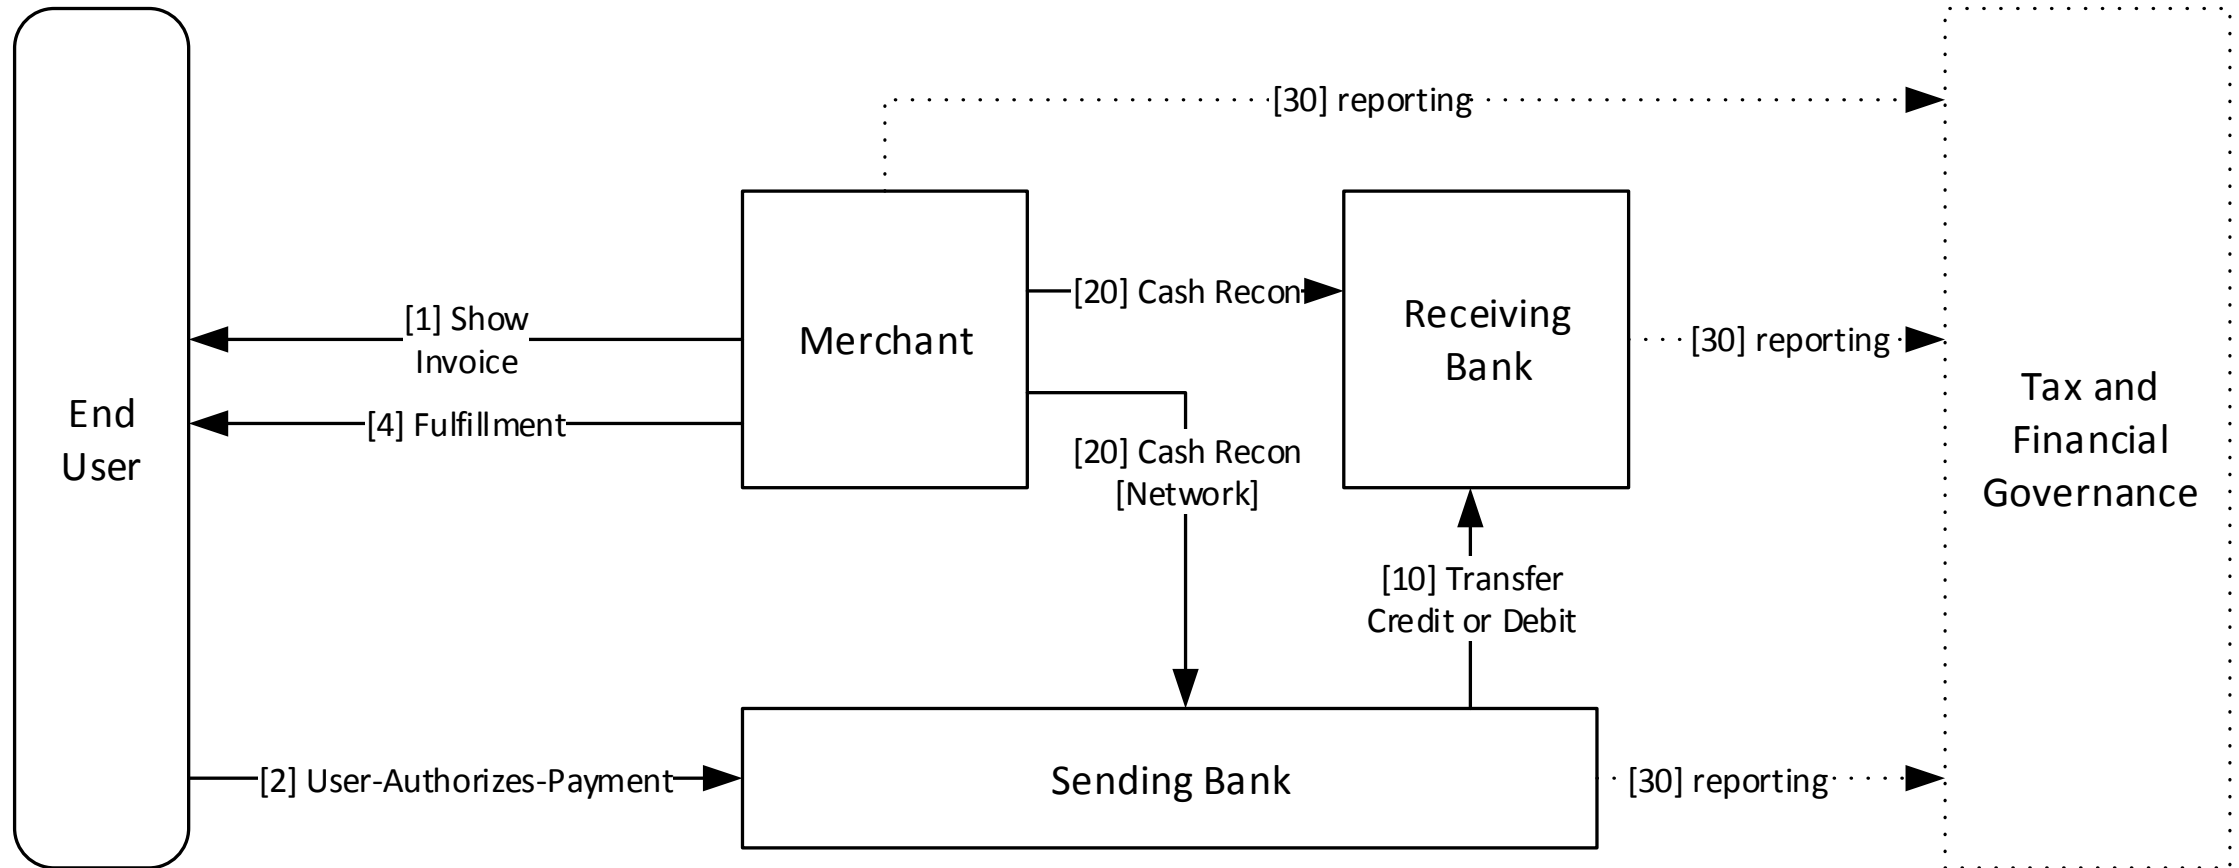 [30] reporting
[1] Show
Invoice
[4] Fulfillment
End
User
Merchant
[20] Cash Recon
[20] Cash Recon
[Network]
Receiving
Bank
[30] reporting
Tax and
Financial
Governance
[10] Transfer
Credit or Debit
[2] User-Authorizes-Payment
Sending Bank
[30] reporting